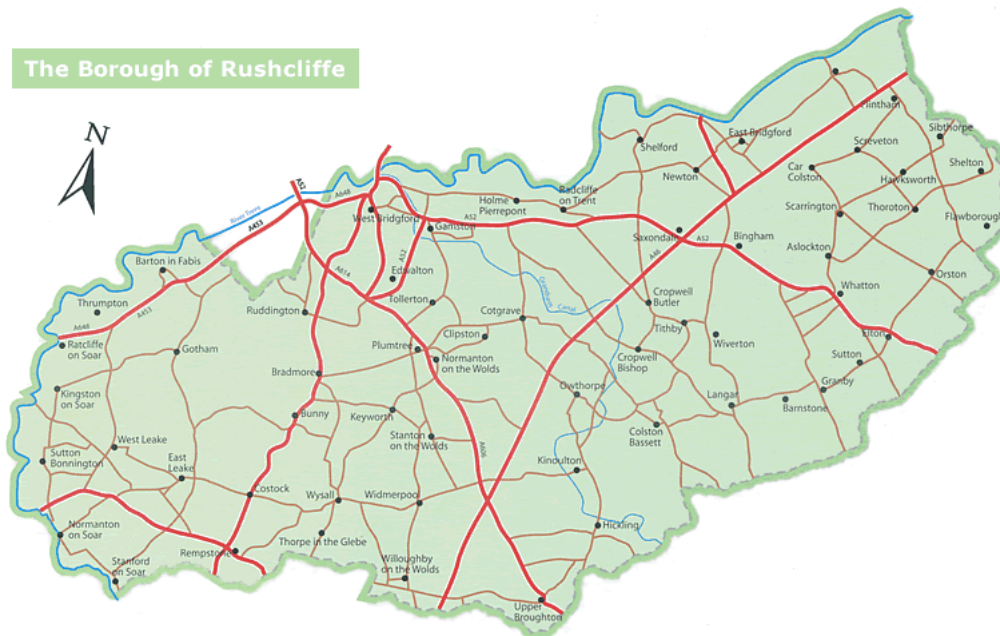 The Borough of Rushcliffe
N
Flintham
Sibthorpe
East Bridgford
Shelford
Screveton
Shelton
Car
Colston
Hawksworth
Newton
A52
A648
Radcliffe
on Trent
Holme
Pierrepont
Scarrington
Thoroton
Flawborough
River Trent
West Bridgford
A52
Gamston
A453
Saxondale
A52
Bingham
Aslockton
A46
A52
Barton in Fabis
A614
Edwalton
Orston
Whatton
Thrumpton
Tollerton
Grantham
Canal
Cropwell
Butler
Ruddington
Cotgrave
A453
A648
Tithby
Clipston
Elton
Wiverton
Ratcliffe
on Soar
Gotham
Plumtree
Normanton
on the Wolds
Cropwell
Bishop
Sutton
Bradmore
Granby
Kingston
on Soar
Owthorpe
Langar
Barnstone
Bunny
Keyworth
Colston
Bassett
West Leake
Stanton
on the Wolds
A606
Sutton
Bonnington
East
Leake
Kinoulton
Costock
Wysall
Widmerpool
Normanton
on Soar
Hickling
Thorpe in the Glebe
Rempstone
Stanford
on Soar
Willoughby
on the Wolds
Upper
Broughton